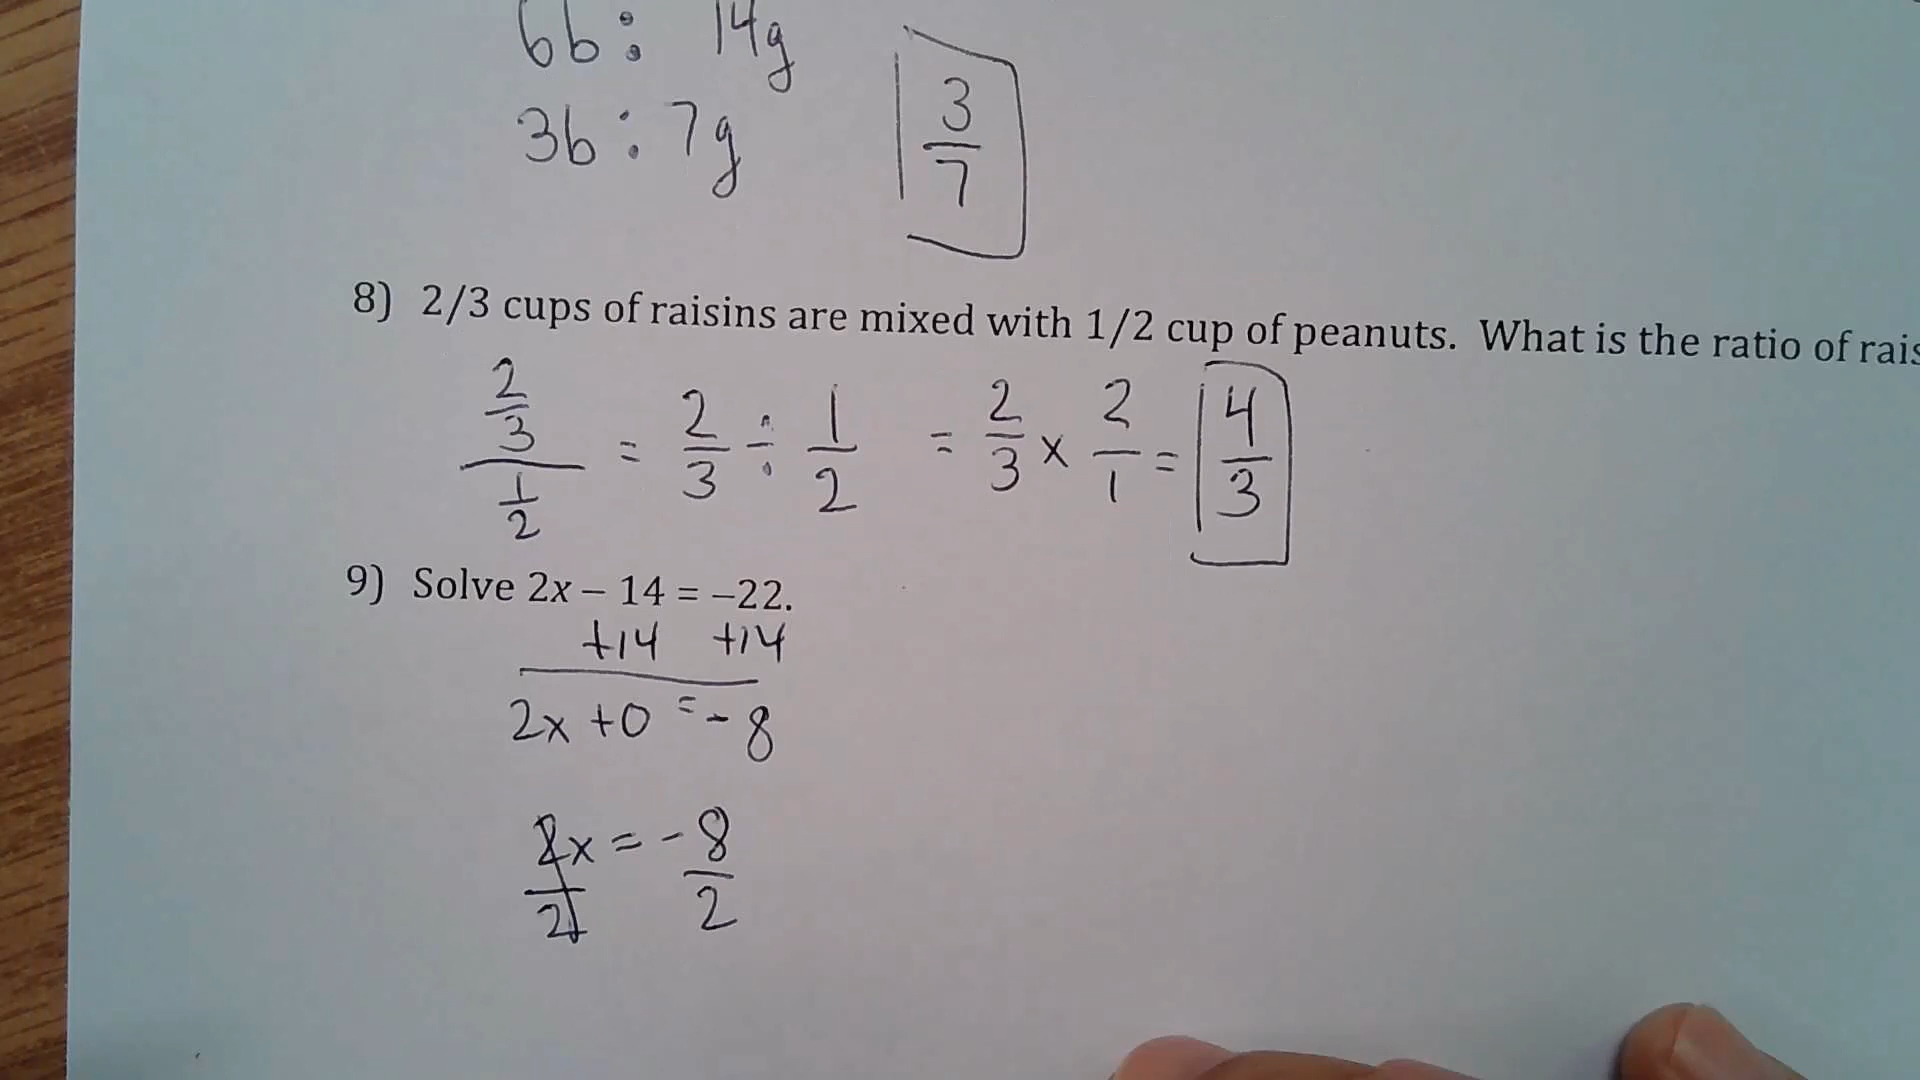 6b : 14g
3b : 7g
3/7
8) 2/3 cups of raisins are mixed with 1/2 cup of peanuts. What is the ratio of rais
2/3 / 1/2 = 2/3 ÷ 1/2 = 2/3 x 2/1 = 4/3
9) Solve 2x – 14 = –22.
+14 +14
2x +0 = -8
2x = -8
2 2